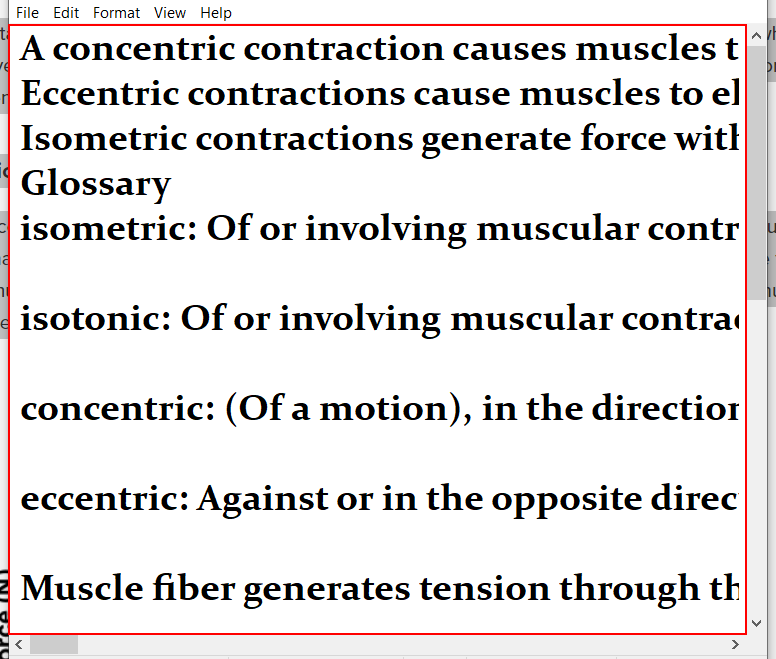 File Edit Format View Help
A concentric contraction causes muscles t
Eccentric contractions cause muscles to el
Isometric contractions generate force with
Glossary
isometric: Of or involving muscular contr
isotonic: Of or involving muscular contrac
concentric: (Of a motion), in the direction
eccentric: Against or in the opposite direc
Muscle fiber generates tension through th